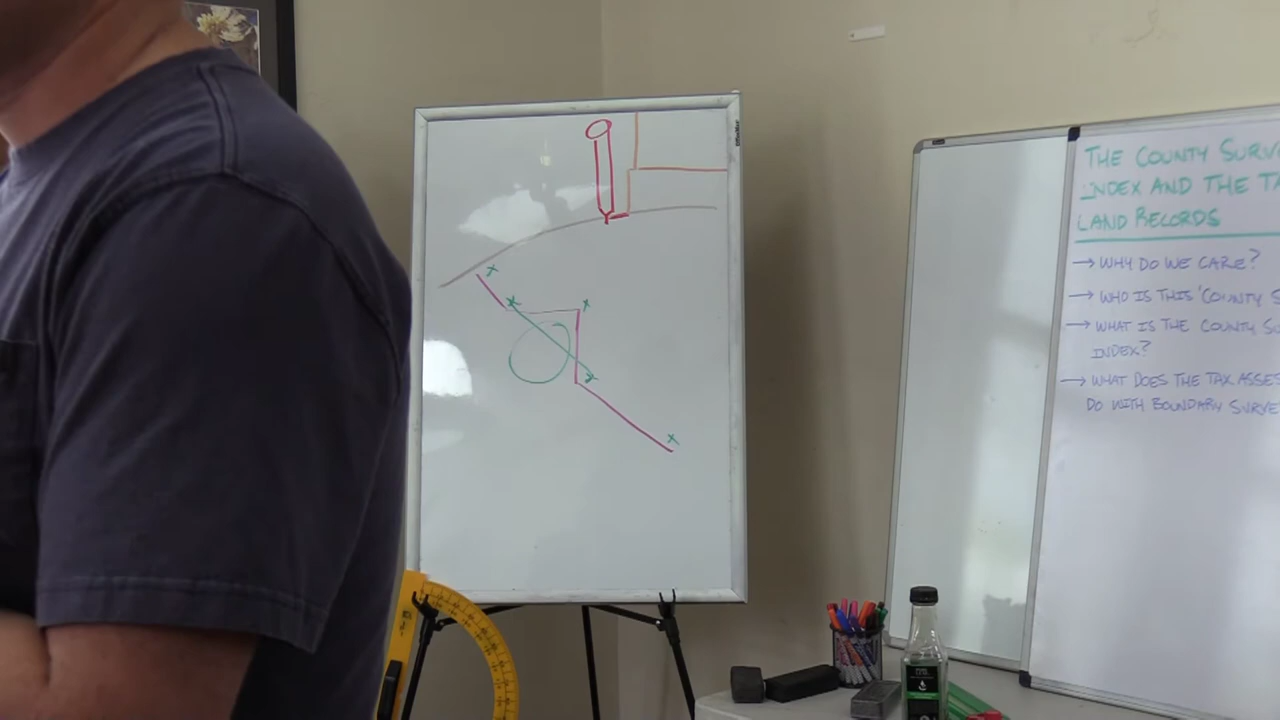 THE COUNTY SURV
INDEX AND THE TA
LAND RECORDS
→ WHY DO WE CARE?
→ WHO IS THIS "COUNTY S
→ WHAT IS THE COUNTY SU
INDEX?
→ WHAT DOES THE TAX ASSES
DO WITH BOUNDARY SURVE